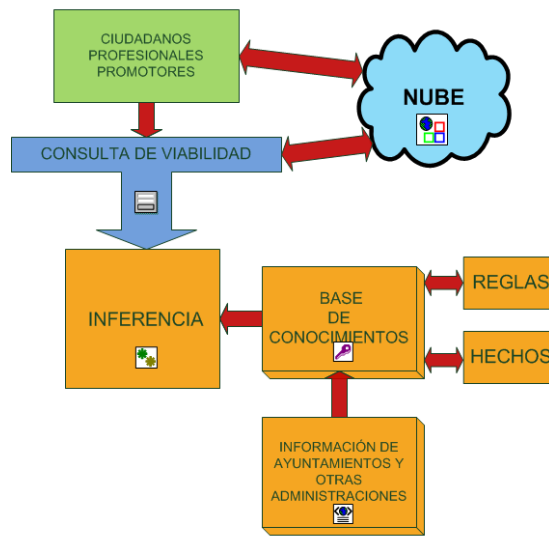 CIUDADANOS
PROFESIONALES
PROMOTORES
NUBE
CONSULTA DE VIABILIDAD
INFERENCIA
BASE
DE
CONOCIMIENTOS
REGLAS
HECHOS
INFORMACIÓN DE
AYUNTAMIENTOS Y
OTRAS
ADMINISTRACIONES